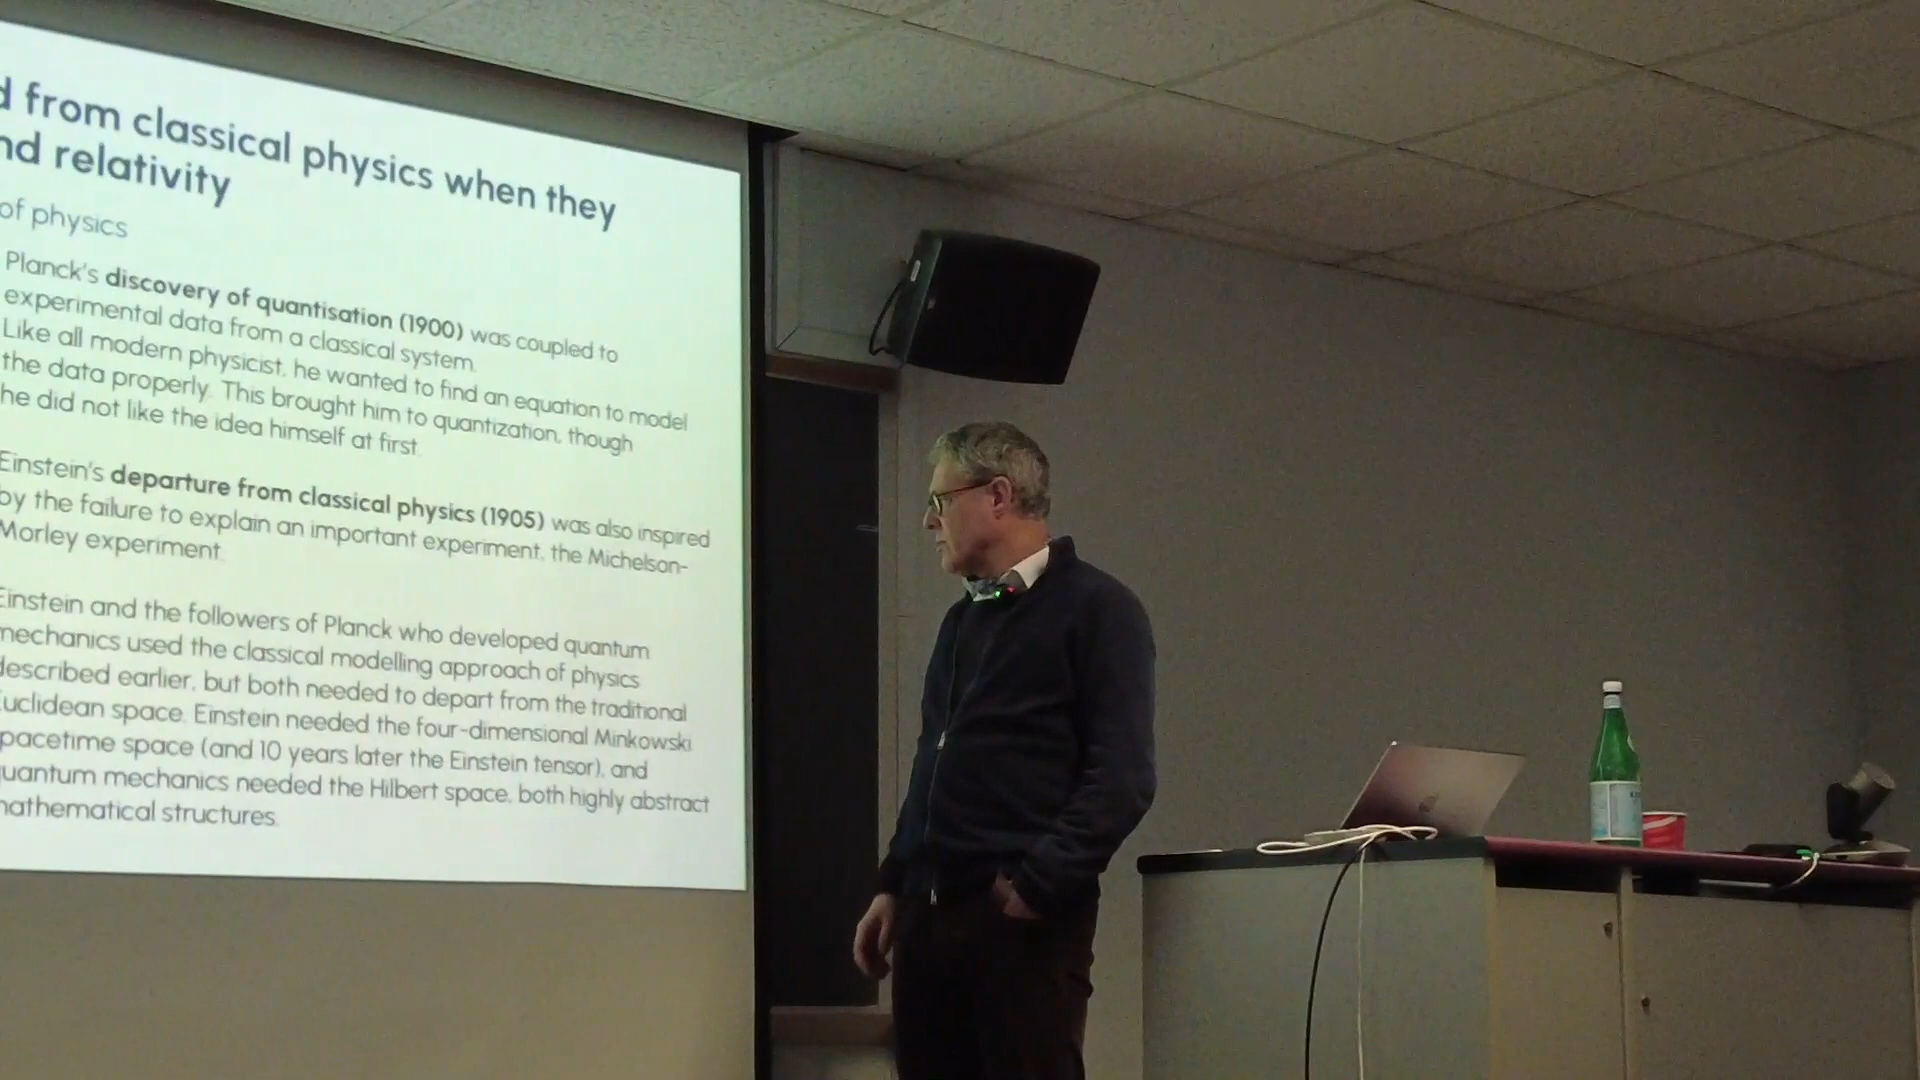 from classical physics when they
relativity
of physics
Planck's discovery of quantisation (1900) was coupled to
experimental data from a classical system.
Like all modern physicist, he wanted to find an equation to model
the data properly. This brought him to quantization, though
he did not like the idea himself at first.
Einstein's departure from classical physics (1905) was also inspired
by the failure to explain an important experiment, the Michelson-
Morley experiment.
Einstein and the followers of Planck who developed quantum
mechanics used the classical modelling approach of physics
described earlier, but both needed to depart from the traditional
Euclidean space. Einstein needed the four-dimensional Minkowski
spacetime space (and 10 years later the Einstein tensor), and
quantum mechanics needed the Hilbert space, both highly abstract
mathematical structures.